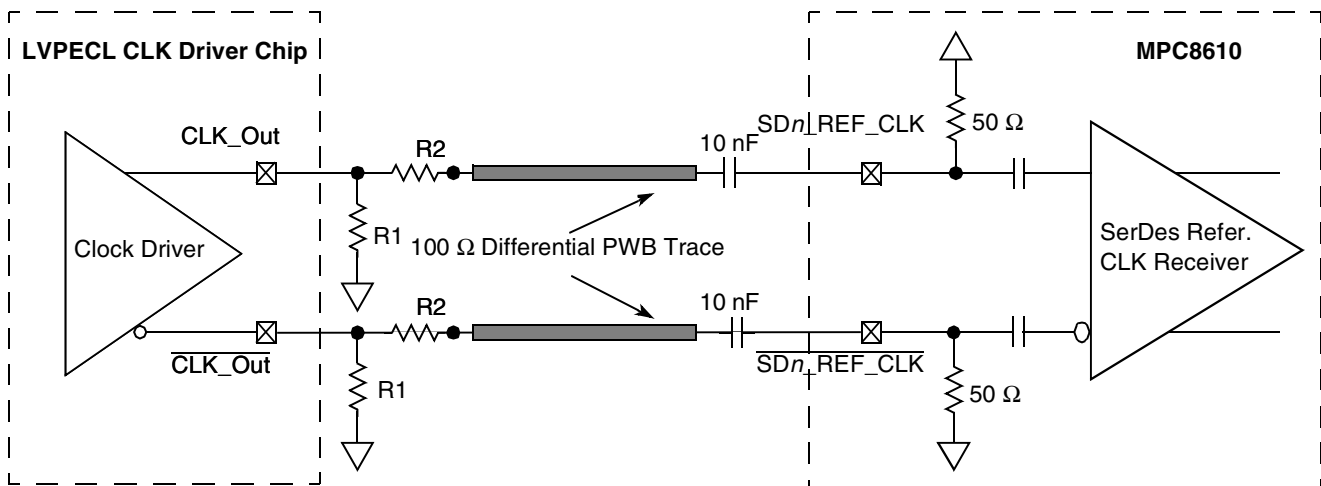 LVPECL CLK Driver Chip
MPC8610
CLK_Out
R2
10 nF
SDn_REF_CLK
50 Ω
Clock Driver
R1
100 Ω Differential PWB Trace
SerDes Refer.
CLK Receiver
R2
10 nF
CLK_Out
R1
SDn_REF_CLK
50 Ω